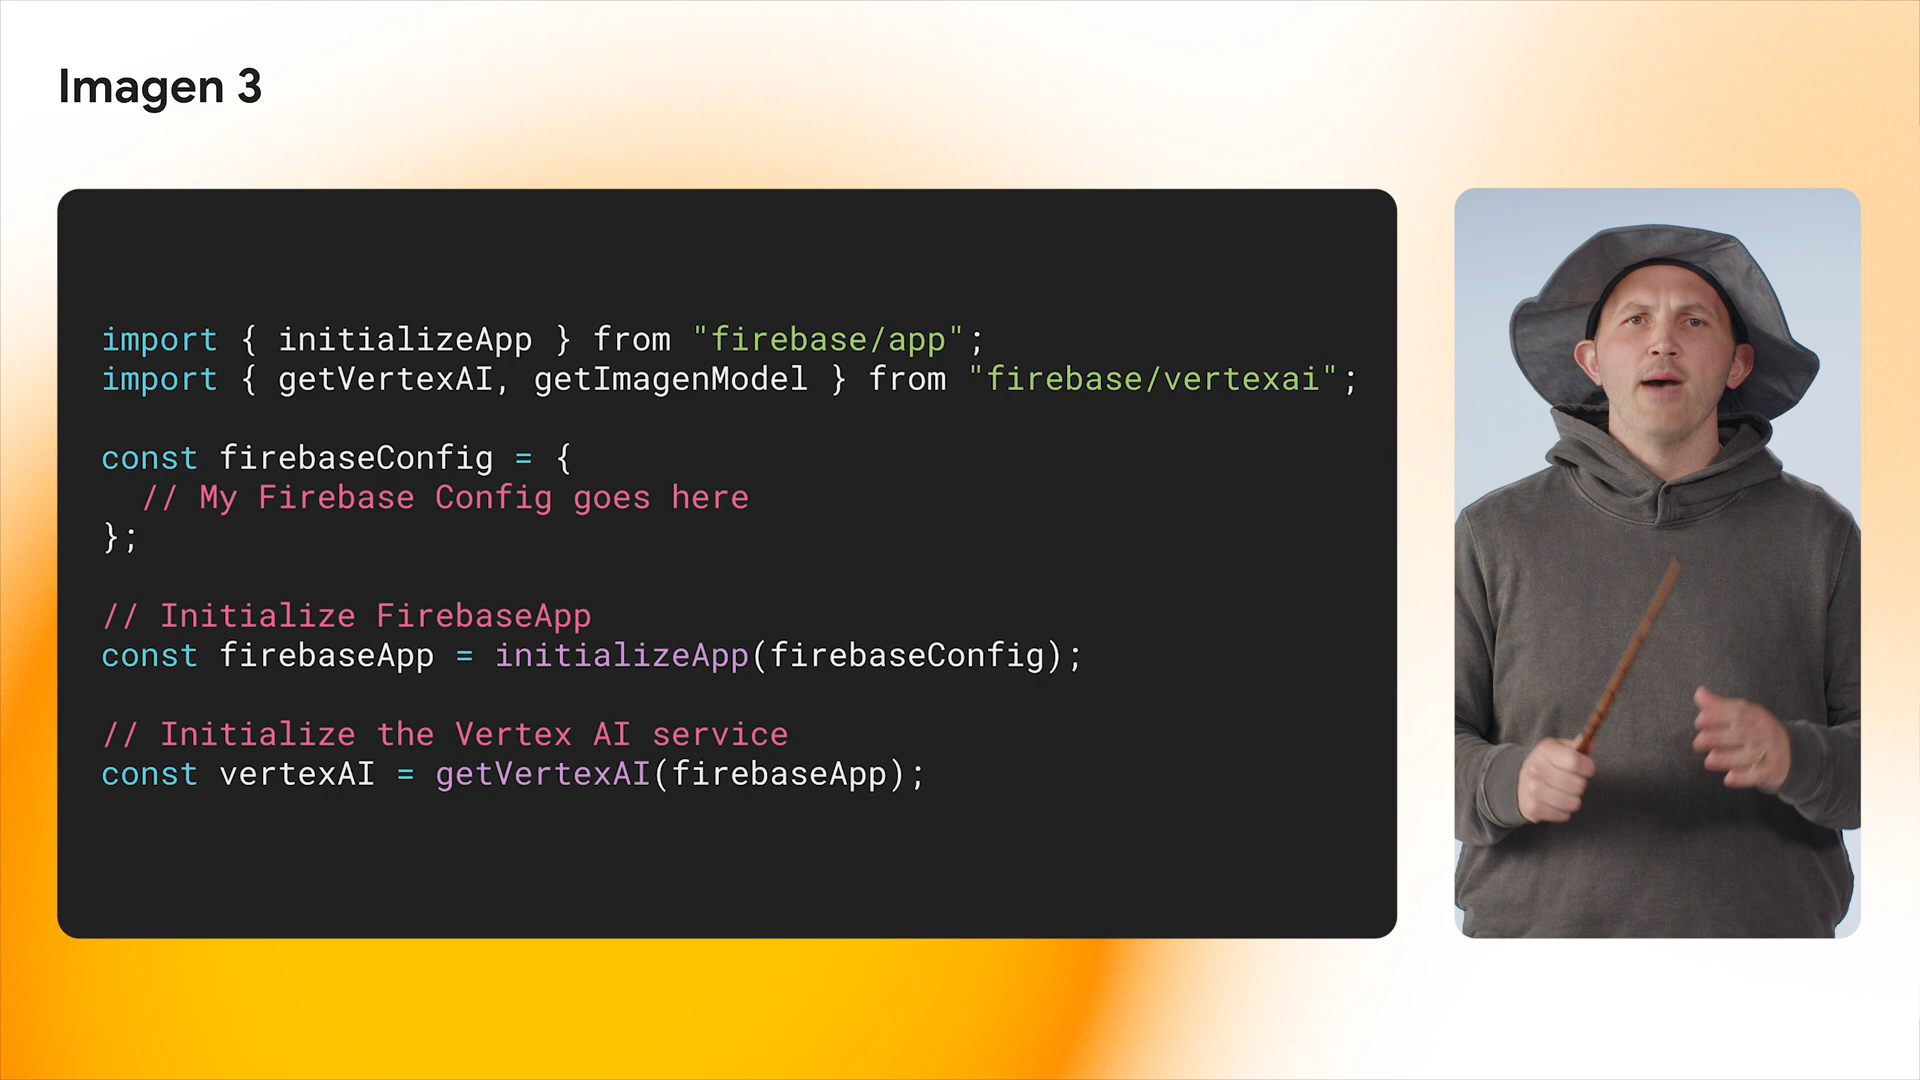 Imagen 3
import { initializeApp } from "firebase/app";
import { getVertexAI, getImagenModel } from "firebase/vertexai";
const firebaseConfig = {
// My Firebase Config goes here
};
// Initialize FirebaseApp
const firebaseApp = initializeApp(firebaseConfig);
// Initialize the Vertex AI service
const vertexAI = getVertexAI(firebaseApp);